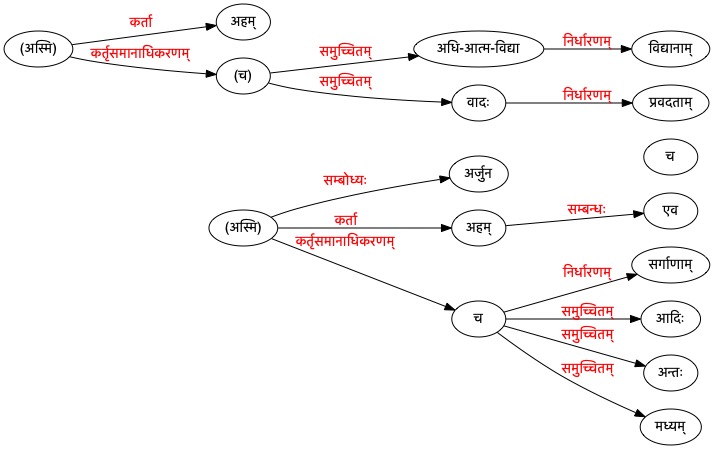 (अस्मि)
कर्ता
अहम्
कर्तृसमानाधिकरणम्
(च)
समुच्चितम्
अधि-आत्म-विद्या
निर्धारणम्
विद्यानाम्
समुच्चितम्
वादः
निर्धारणम्
प्रवदताम्
च
(अस्मि)
सम्बोध्यः
अर्जुन
कर्ता
अहम्
सम्बन्धः
एव
कर्तृसमानाधिकरणम्
च
निर्धारणम्
सर्गाणाम्
समुच्चितम्
आदिः
समुच्चितम्
अन्तः
समुच्चितम्
मध्यम्